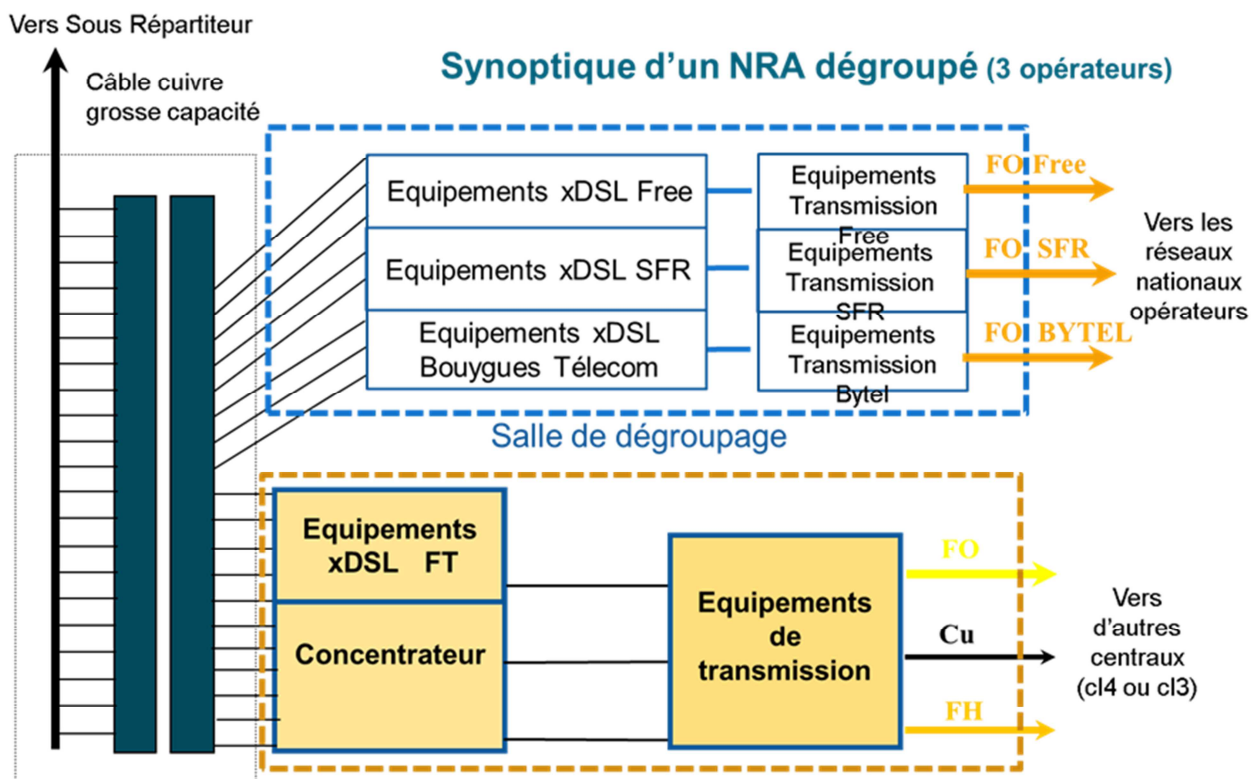 Vers Sous Répartiteur
Câble cuivre
grosse capacité
Synoptique d'un NRA dégroupé (3 opérateurs)
Equipements xDSL Free
Equipements
Transmission
Free
FO Free
Equipements xDSL SFR
Equipements
Transmission
SFR
FO SFR
Equipements xDSL
Bouygues Télecom
Equipements
Transmission
Bytel
FO BYTEL
Vers les
réseaux
nationaux
opérateurs
Salle de dégroupage
Equipements
xDSL FT
Concentrateur
Equipements
de
transmission
FO
Cu
FH
Vers
d'autres
centraux
(cl4 ou cl3)